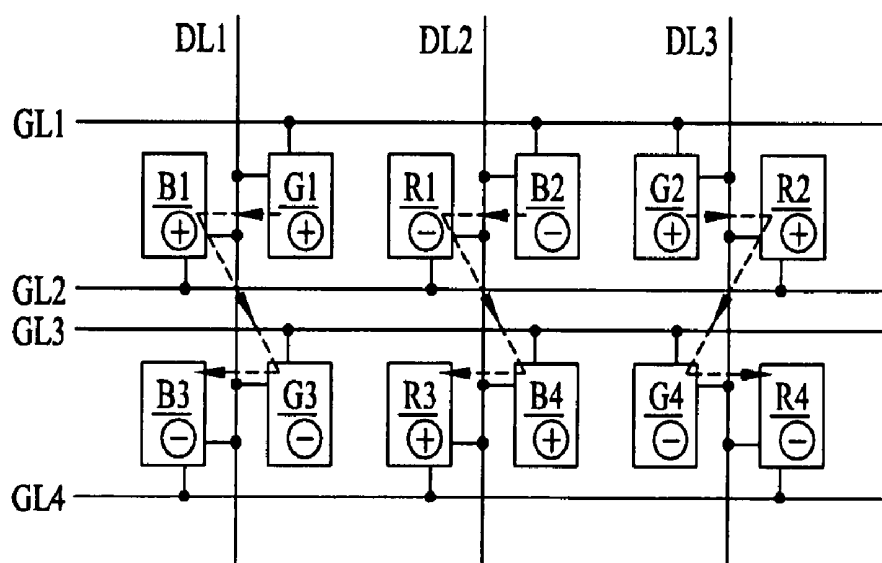 DL1 DL2 DL3
GL1
B1 G1 R1 B2 G2 R2
+ + − − + +
GL2
GL3
B3 G3 R3 B4 G4 R4
− − + + − −
GL4